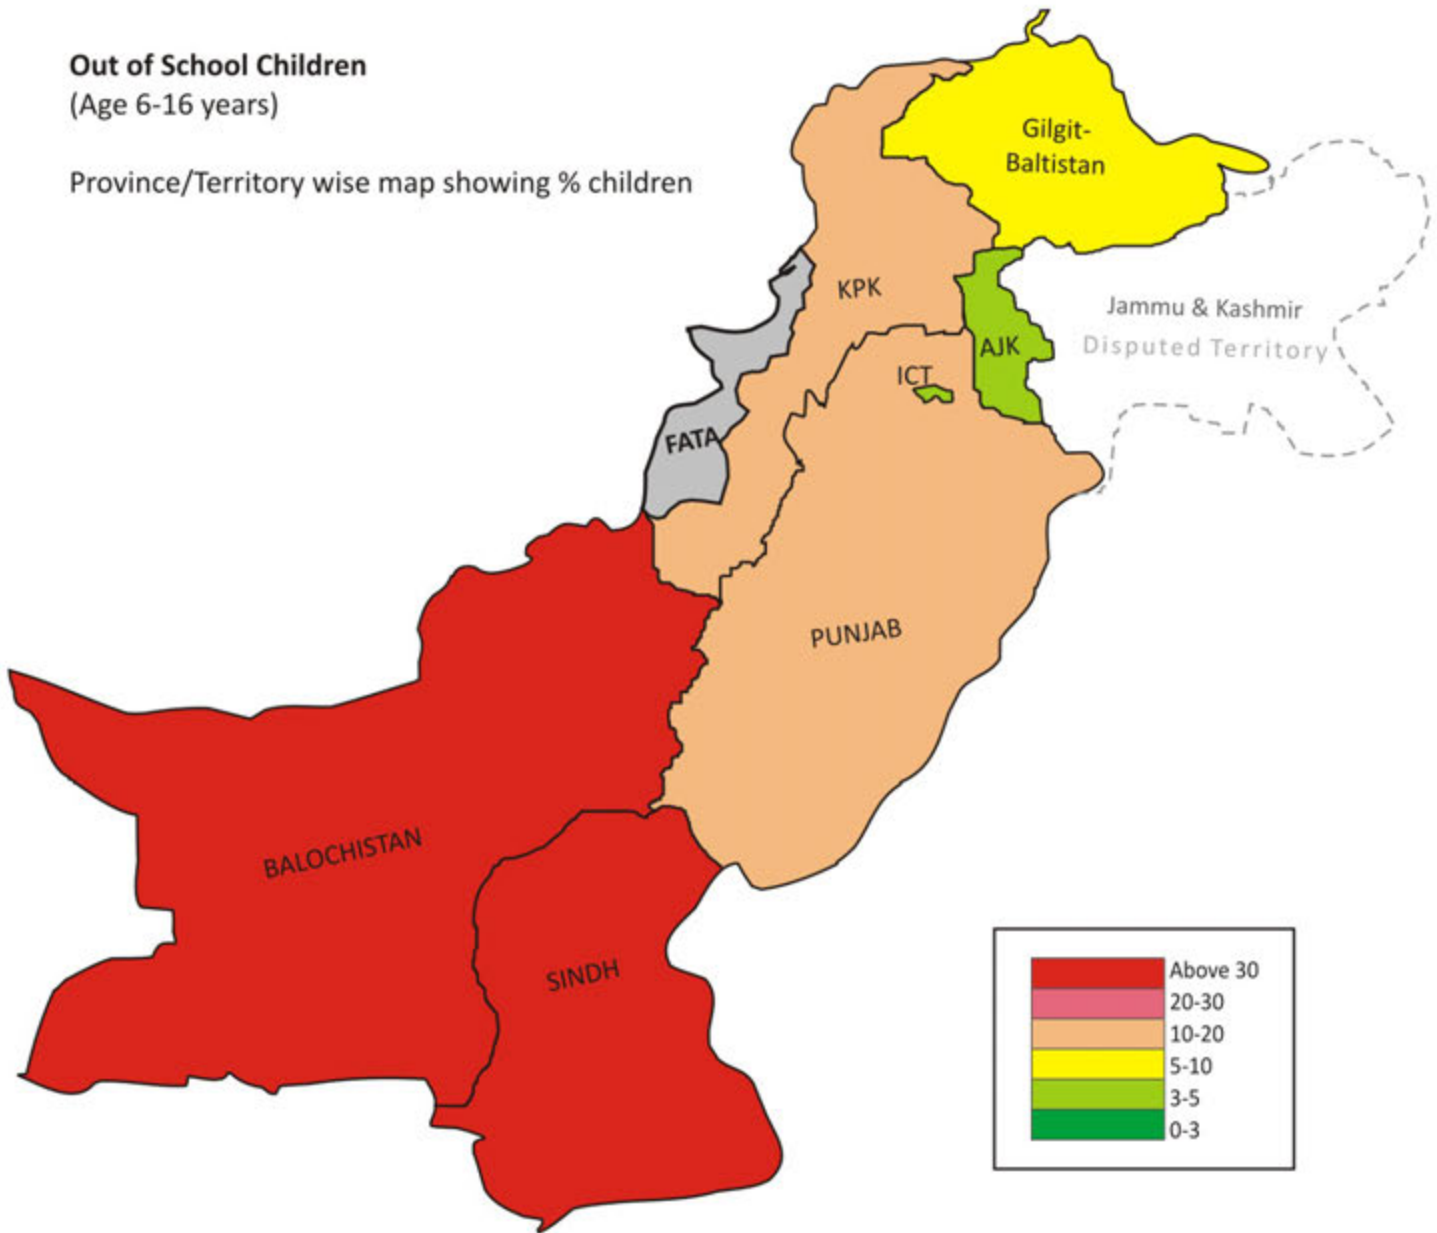 Out of School Children
(Age 6-16 years)
Province/Territory wise map showing % children
Gilgit-
Baltistan
KPK
Jammu & Kashmir
Disputed Territory
AJK
ICT
FATA
PUNJAB
BALOCHISTAN
SINDH
Above 30
20-30
10-20
5-10
3-5
0-3